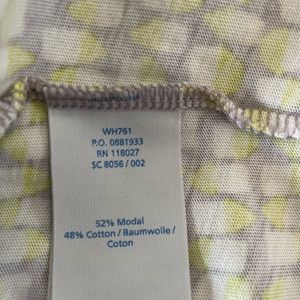 WH761
P.O. 0881933
RN 118027
SC 8056 / 002
52% Modal
48% Cotton / Baumwolle /
Coton